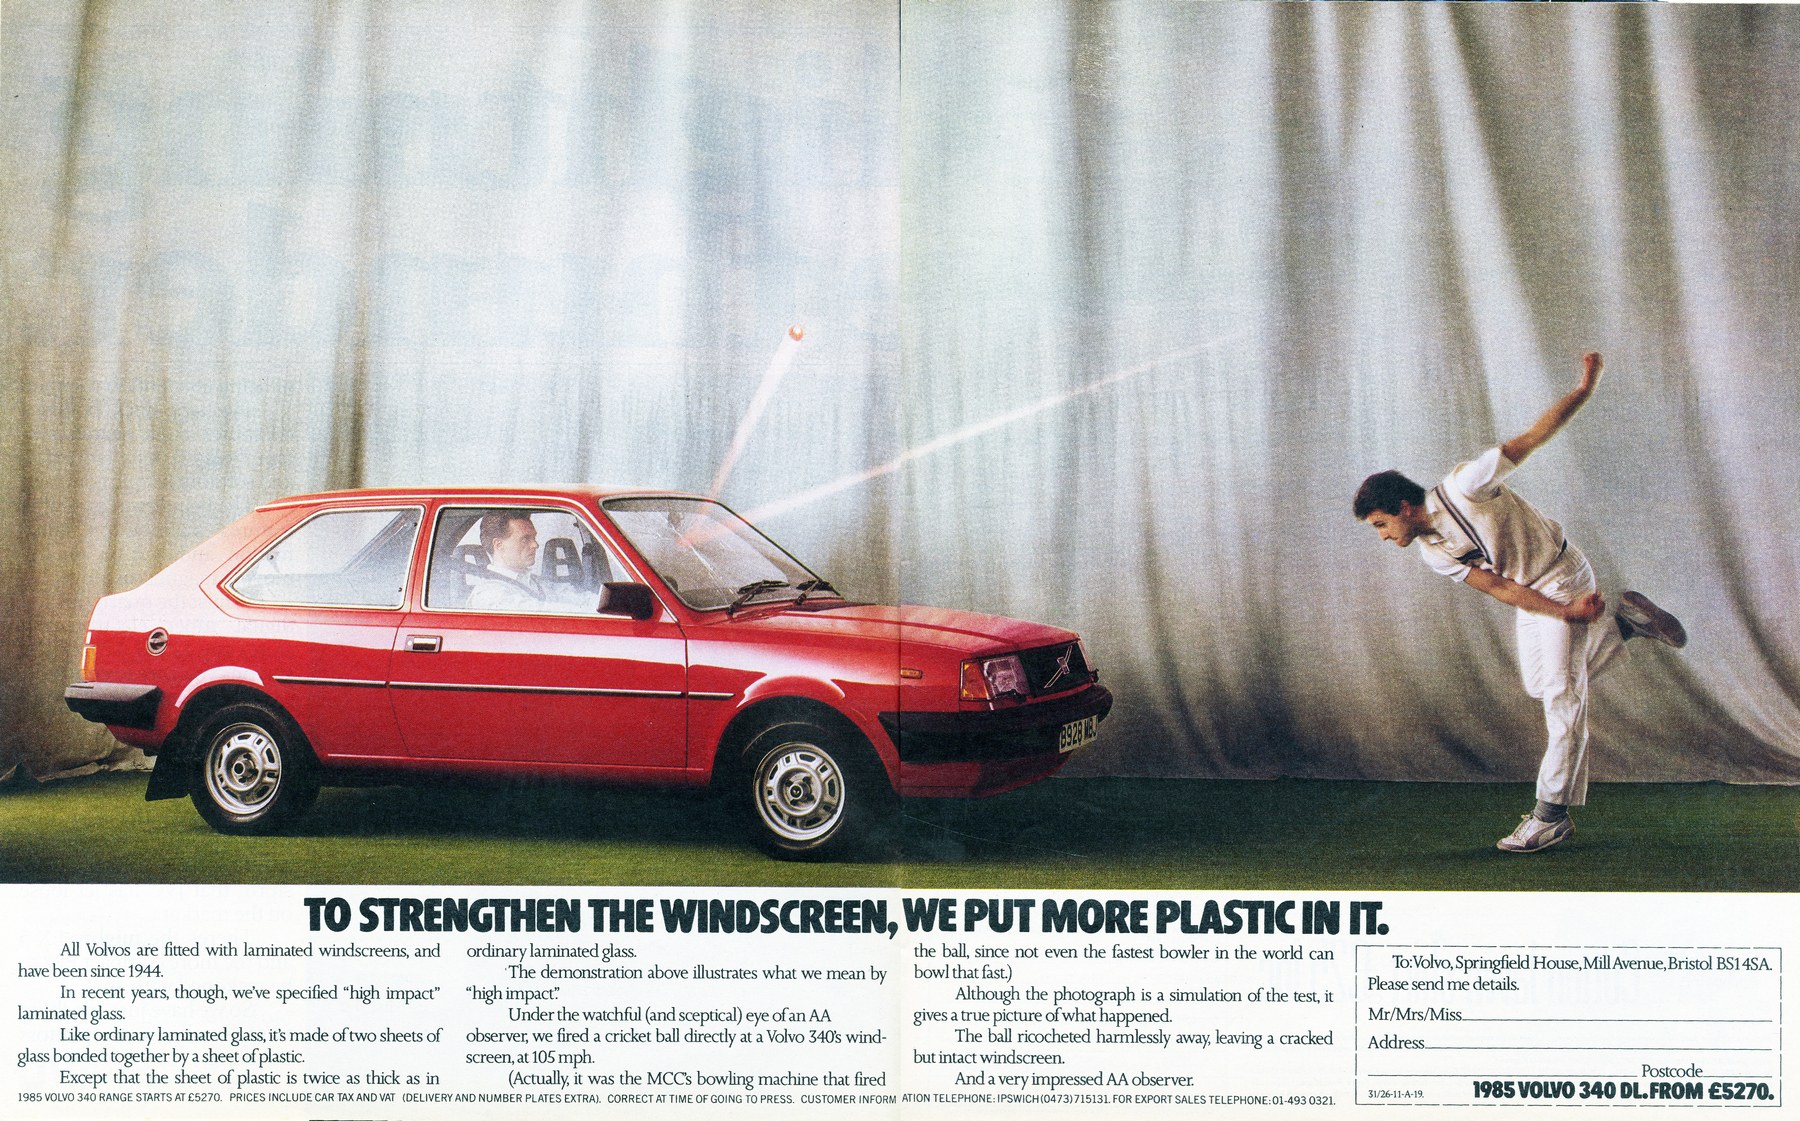 B928 MBJ
TO STRENGTHEN THE WINDSCREEN, WE PUT MORE PLASTIC IN IT.
All Volvos are fitted with laminated windscreens, and
have been since 1944.
In recent years, though, we've specified "high impact"
laminated glass.
Like ordinary laminated glass, it's made of two sheets of
glass bonded together by a sheet of plastic.
Except that the sheet of plastic is twice as thick as in
ordinary laminated glass.
The demonstration above illustrates what we mean by
"high impact".
Under the watchful (and sceptical) eye of an AA
observer, we fired a cricket ball directly at a Volvo 340's wind-
screen, at 105 mph.
(Actually, it was the MCC's bowling machine that fired
the ball, since not even the fastest bowler in the world can
bowl that fast.)
Although the photograph is a simulation of the test, it
gives a true picture of what happened.
The ball ricocheted harmlessly away, leaving a cracked
but intact windscreen.
And a very impressed AA observer.
To: Volvo, Springfield House, Mill Avenue, Bristol BS1 4SA.
Please send me details.
Mr/Mrs/Miss
Address
Postcode
31/26-11-A-19.
1985 VOLVO 340 DL. FROM £5270.
1985 VOLVO 340 RANGE STARTS AT £5270. PRICES INCLUDE CAR TAX AND VAT (DELIVERY AND NUMBER PLATES EXTRA). CORRECT AT TIME OF GOING TO PRESS. CUSTOMER INFORMATION TELEPHONE: IPSWICH (0473) 715131. FOR EXPORT SALES TELEPHONE: 01-493 0321.